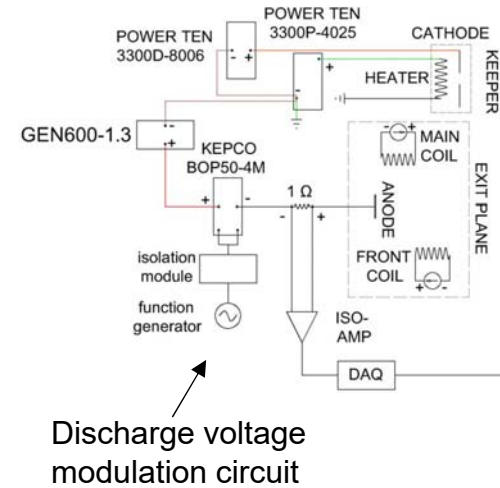 POWER TEN
3300D-8006
- +
POWER TEN
3300P-4025
+
-
CATHODE
KEEPER
HEATER
GEN600-1.3
-
+
KEPCO
BOP50-4M
+ -
1 Ω
- +
ANODE
- +
MAIN
COIL
EXIT PLANE
FRONT
COIL
+ -
isolation
module
function
generator
ISO-
AMP
DAQ
Discharge voltage
modulation circuit